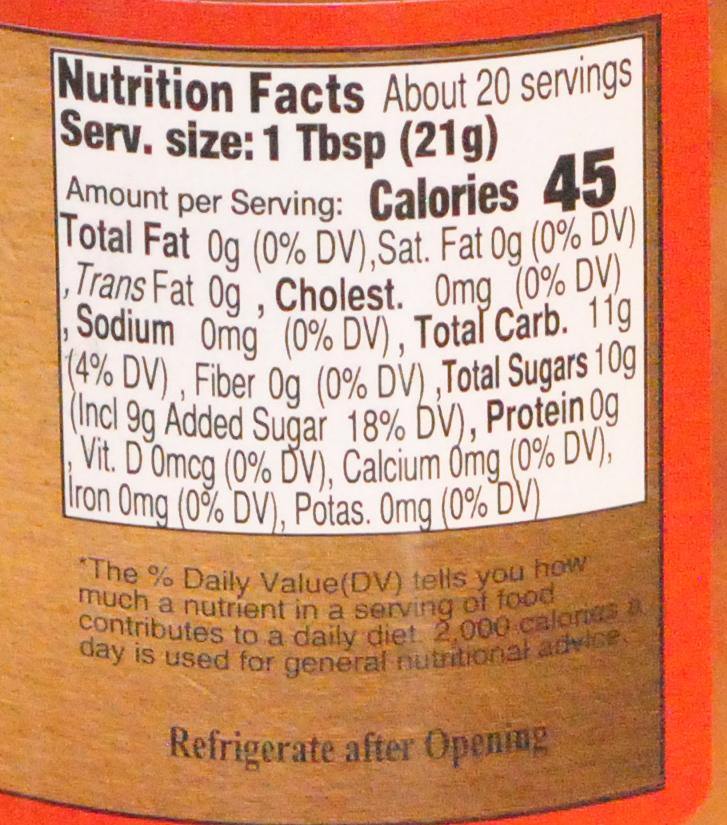 Nutrition Facts About 20 servings
Serv. size: 1 Tbsp (21g)
Amount per Serving: Calories 45
Total Fat 0g (0% DV), Sat. Fat 0g (0% DV)
, Trans Fat 0g , Cholest. 0mg (0% DV)
, Sodium 0mg (0% DV) , Total Carb. 11g
(4% DV) , Fiber 0g (0% DV) , Total Sugars 10g
(Incl 9g Added Sugar 18% DV), Protein 0g
, Vit. D 0mcg (0% DV), Calcium 0mg (0% DV),
Iron 0mg (0% DV), Potas. 0mg (0% DV)
*The % Daily Value(DV) tells you how
much a nutrient in a serving of food
contributes to a daily diet. 2,000 calories a
day is used for general nutritional advice.
Refrigerate after Opening